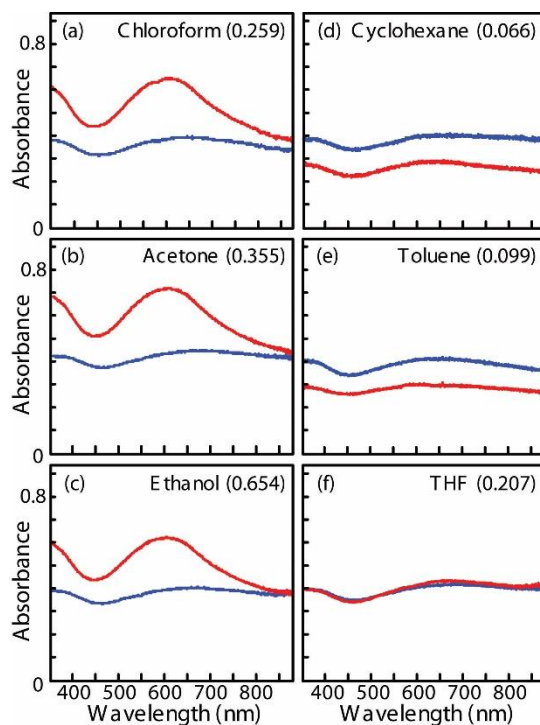 (a) Chloroform (0.259)
(d) Cyclohexane (0.066)
0.8
Absorbance
0
(b) Acetone (0.355)
(e) Toluene (0.099)
0.8
Absorbance
0
(c) Ethanol (0.654)
(f) THF (0.207)
0.8
Absorbance
0
400 500 600 700 800
400 500 600 700 800
Wavelength (nm)
Wavelength (nm)